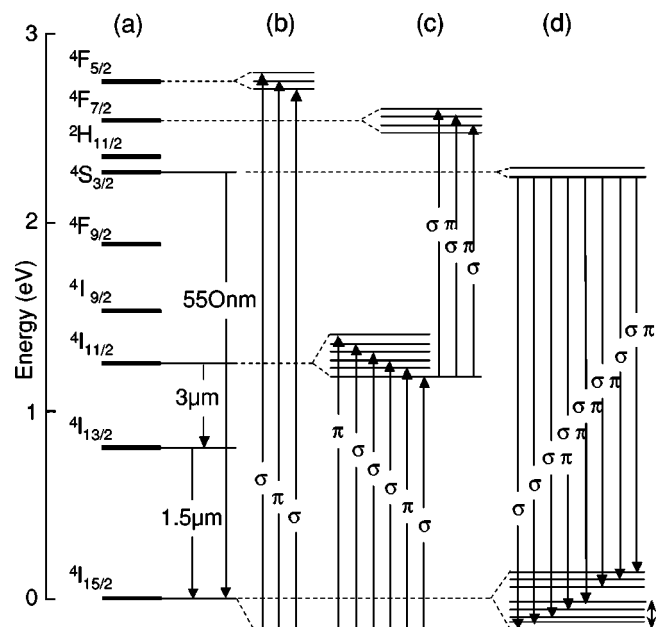 (a) (b) (c) (d)
3
2
1
0
Energy (eV)
⁴F₅/₂
⁴F₇/₂
²H₁₁/₂
⁴S₃/₂
⁴F₉/₂
⁴I₉/₂
⁴I₁₁/₂
⁴I₁₃/₂
⁴I₁₅/₂
550nm
3μm
1.5μm
σ π σ
π σ σ σ π σ
σ π
σ π
σ
σ
σ
σ π
σ π
σ π
σ π
σ
σ π